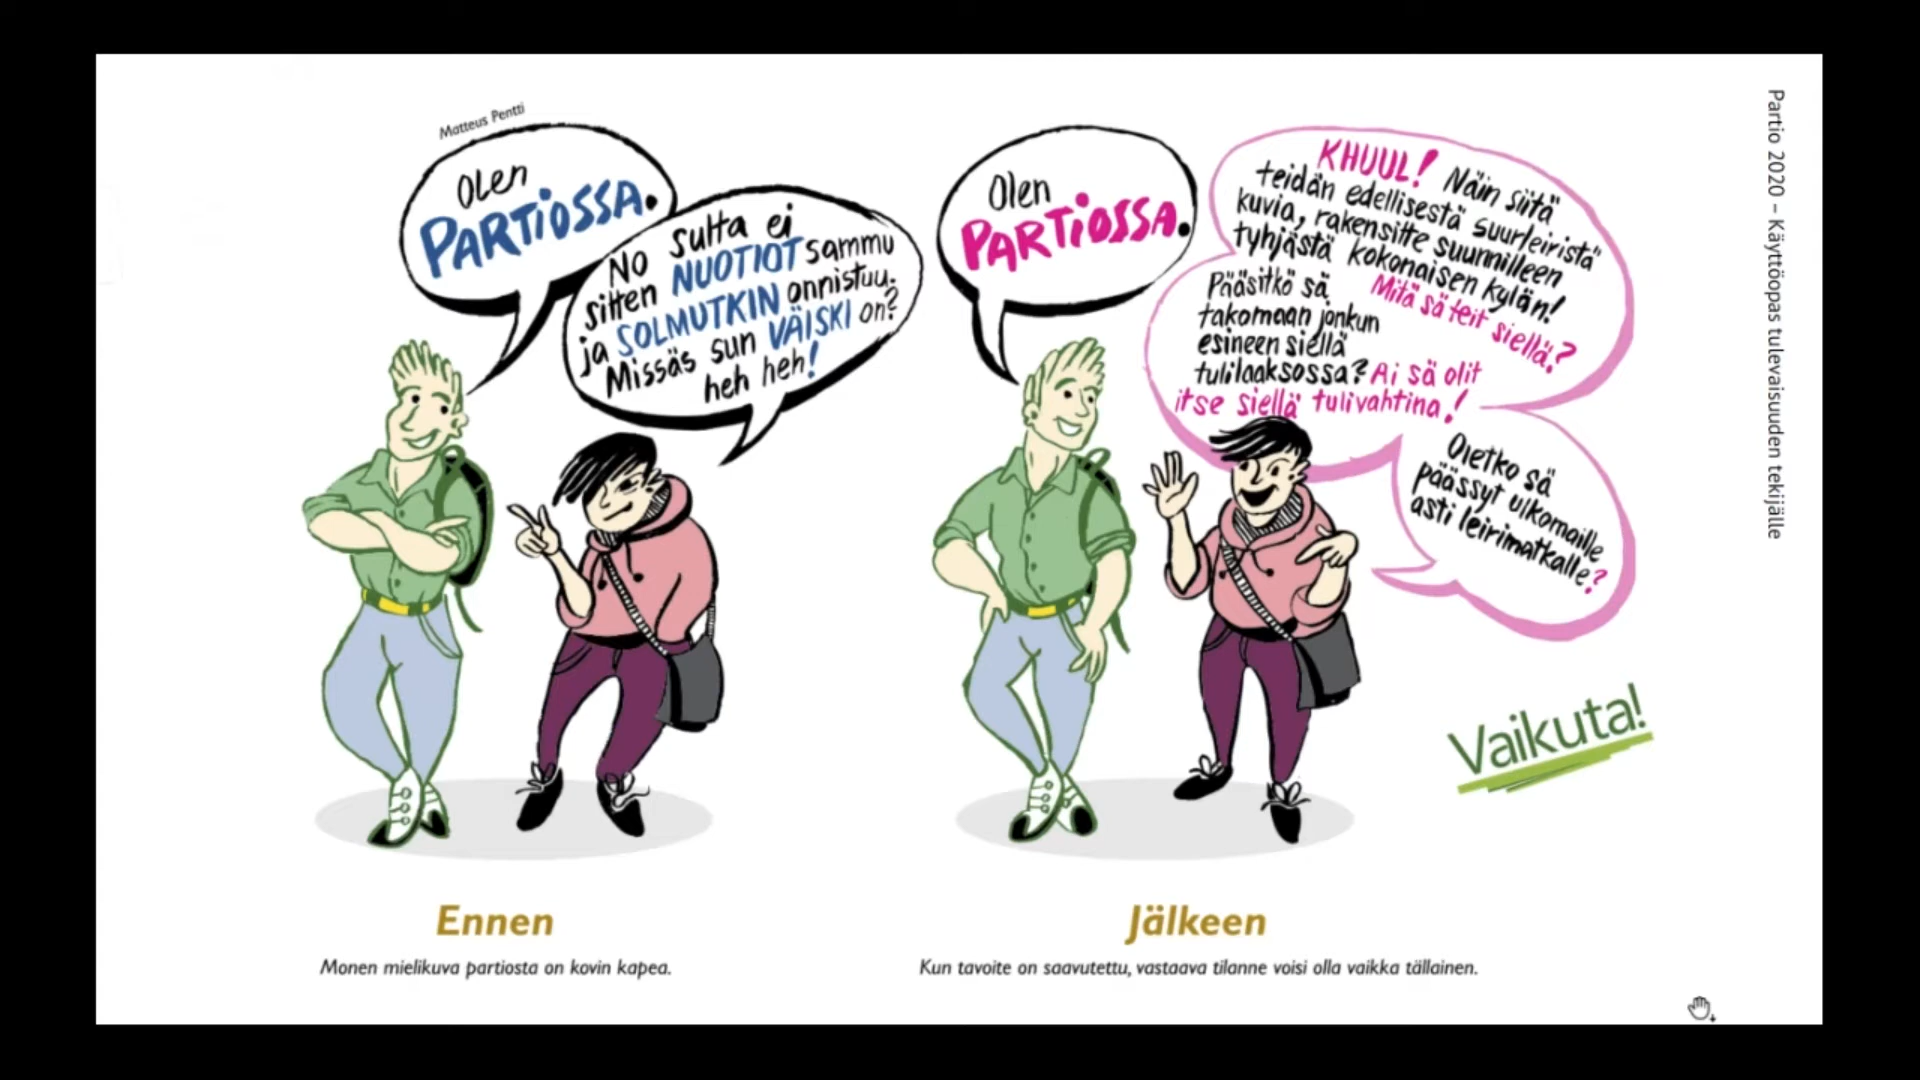 Matteus Pentti
Olen
PARTIOSSA.
No sulta ei
NUOTIOT sammu
sitten
ja SOLMUTKIN onnistuu.
Missäs sun VÄISKI on?
heh heh!
Olen
PARTIOSSA.
KHUUL! Näin siitä
teidän edellisestä suurleiristä
kuvia, rakensitte suunnilleen
tyhjästä kokonaisen kylän!
Mitä sä teit siellä?
Pääsitkö sä
takomaan jonkun
esineen siellä
tulilaaksossa? Ai sä olit
itse siellä tulivahtina!
Oletko sä
päässyt ulkomaille
asti leirimatkalle?
Vaikuta!
Ennen
Monen mielikuva partiosta on kovin kapea.
Jälkeen
Kun tavoite on saavutettu, vastaava tilanne voisi olla vaikka tällainen.
Partio 2020 – Käyttöopas tulevaisuuden tekijälle